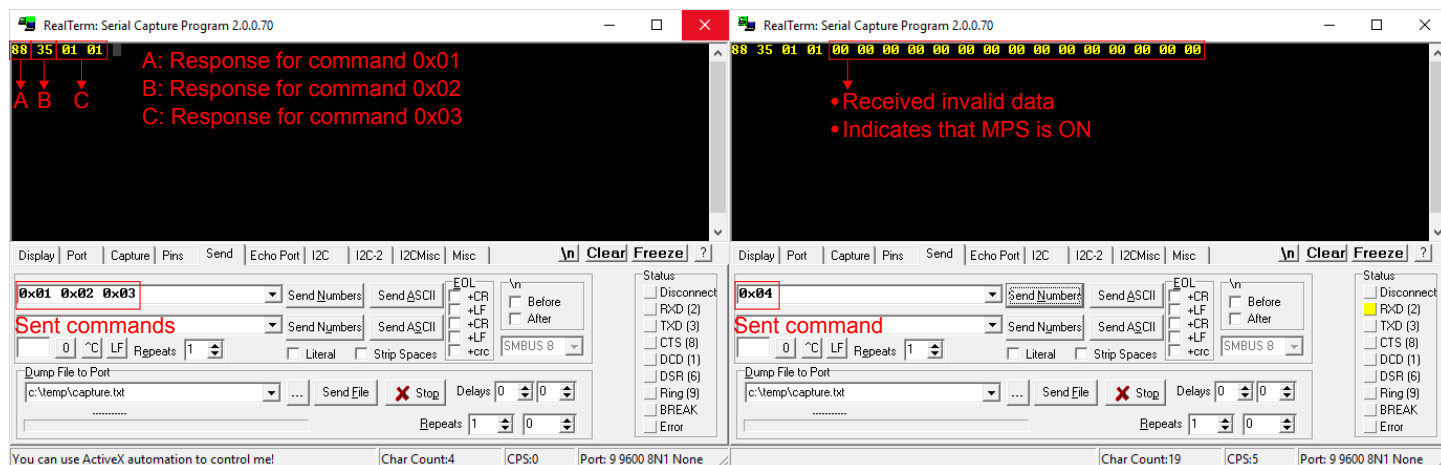 RealTerm: Serial Capture Program 2.0.0.70
88 35 01 01
A B C
A: Response for command 0x01
B: Response for command 0x02
C: Response for command 0x03
Display Port Capture Pins Send Echo Port I2C I2C-2 I2CMisc Misc \n Clear Freeze ?
0x01 0x02 0x03
Send Numbers Send ASCII
Sent commands
Send Numbers Send ASCII
0 ^C LF Repeats 1
Literal Strip Spaces
EOL
+CR
+LF
+CR
+LF
+crc
\n
Before
After
SMBUS 8
Dump File to Port
c:\temp\capture.txt
... Send File Stop Delays 0 0
Repeats 1 0
Status
Disconnect
RXD (2)
TXD (3)
CTS (8)
DCD (1)
DSR (6)
Ring (9)
BREAK
Error
You can use ActiveX automation to control me! Char Count:4 CPS:0 Port: 9 9600 8N1 None
RealTerm: Serial Capture Program 2.0.0.70
88 35 01 01 00 00 00 00 00 00 00 00 00 00 00 00 00 00 00
•Received invalid data
•Indicates that MPS is ON
Display Port Capture Pins Send Echo Port I2C I2C-2 I2CMisc Misc \n Clear Freeze ?
0x04
Send Numbers Send ASCII
Sent command
Send Numbers Send ASCII
0 ^C LF Repeats 1
Literal Strip Spaces
EOL
+CR
+LF
+CR
+LF
+crc
\n
Before
After
SMBUS 8
Dump File to Port
c:\temp\capture.txt
... Send File Stop Delays 0 0
Repeats 1 0
Status
Disconnect
RXD (2)
TXD (3)
CTS (8)
DCD (1)
DSR (6)
Ring (9)
BREAK
Error
Char Count:19 CPS:5 Port: 9 9600 8N1 None